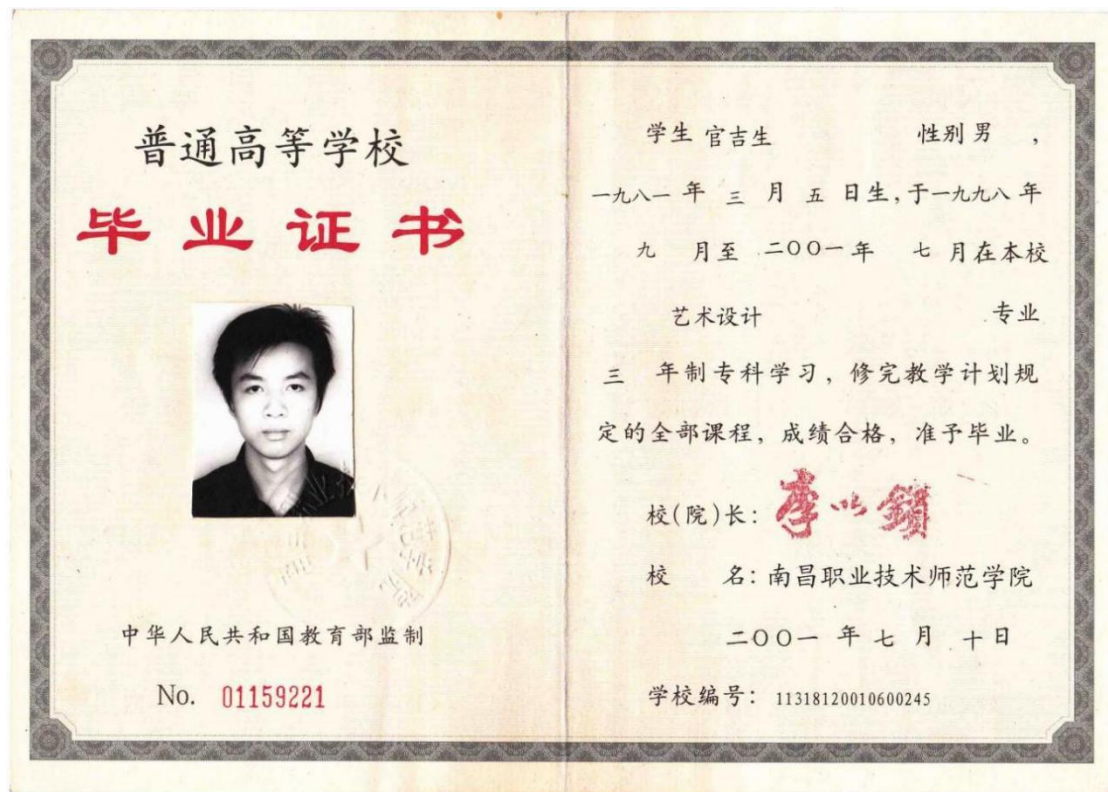 普通高等学校
毕业证书
中华人民共和国教育部监制
No. 01159221
学生 官吉生 性别 男 ，
一九八一 年 三 月 五 日生，于一九九八 年
九 月至 二〇〇一 年 七 月在本校
艺术设计 专业
三 年制专科学习，修完教学计划规
定的全部课程，成绩合格，准予毕业。
校(院)长：
校 名：南昌职业技术师范学院
二〇〇一 年 七 月 十 日
学校编号：11318120010600245